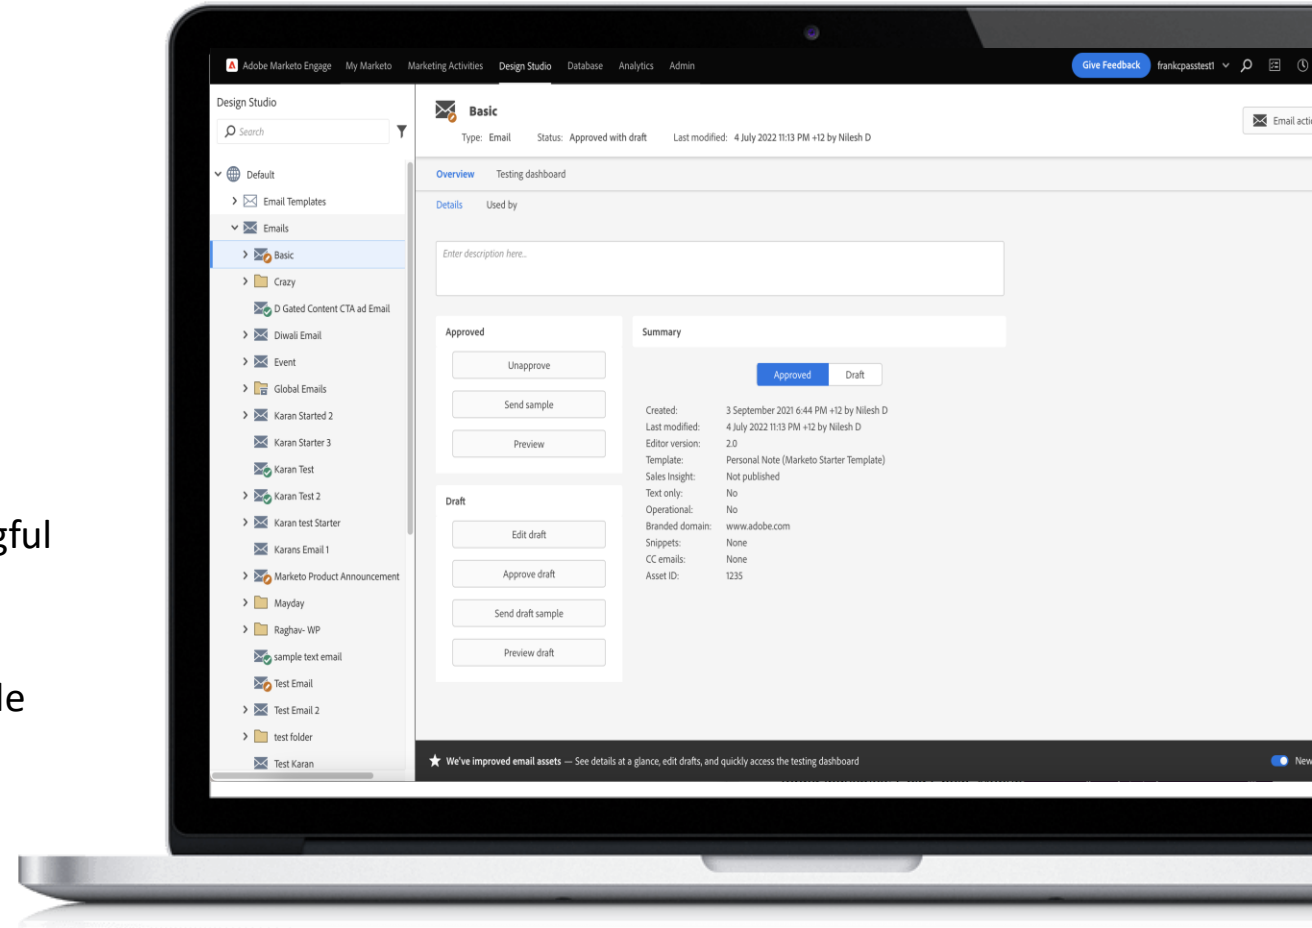 Adobe Marketo Engage My Marketo Marketing Activities Design Studio Database Analytics Admin Give Feedback frankcpasstest1
Design Studio
Search
Default
Email Templates
Emails
Basic
Crazy
D Gated Content CTA ad Email
Diwali Email
Event
Global Emails
Karan Started 2
Karan Starter 3
Karan Test
Karan Test 2
Karan test Starter
Karans Email 1
Marketo Product Announcement
Mayday
Raghav- WP
sample text email
Test Email
Test Email 2
test folder
Test Karan
Basic
Type: Email Status: Approved with draft Last modified: 4 July 2022 11:13 PM +12 by Nilesh D
Email acti
Overview Testing dashboard
Details Used by
Enter description here..
Approved
Unapprove
Send sample
Preview
Draft
Edit draft
Approve draft
Send draft sample
Preview draft
Summary
Approved Draft
Created: 3 September 2021 6:44 PM +12 by Nilesh D
Last modified: 4 July 2022 11:13 PM +12 by Nilesh D
Editor version: 2.0
Template: Personal Note (Marketo Starter Template)
Sales Insight: Not published
Text only: No
Operational: No
Branded domain: www.adobe.com
Snippets: None
CC emails: None
Asset ID: 1235
We've improved email assets — See details at a glance, edit drafts, and quickly access the testing dashboard
New
gful
le